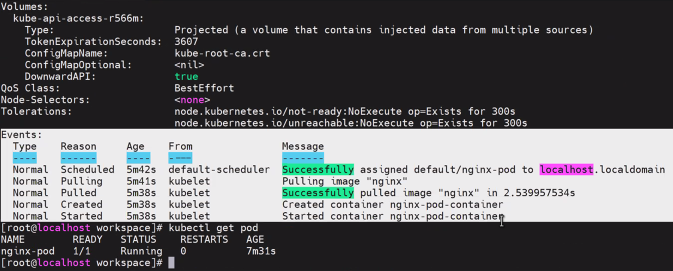 Volumes:
kube-api-access-r566m:
Type: Projected (a volume that contains injected data from multiple sources)
TokenExpirationSeconds: 3607
ConfigMapName: kube-root-ca.crt
ConfigMapOptional: <nil>
DownwardAPI: true
QoS Class: BestEffort
Node-Selectors: <none>
Tolerations: node.kubernetes.io/not-ready:NoExecute op=Exists for 300s
node.kubernetes.io/unreachable:NoExecute op=Exists for 300s
Events:
Type Reason Age From Message
---- ------ ---- ---- -------
Normal Scheduled 5m42s default-scheduler Successfully assigned default/nginx-pod to localhost.localdomain
Normal Pulling 5m41s kubelet Pulling image "nginx"
Normal Pulled 5m38s kubelet Successfully pulled image "nginx" in 2.539957534s
Normal Created 5m38s kubelet Created container nginx-pod-container
Normal Started 5m38s kubelet Started container nginx-pod-container
[root@localhost workspace]# kubectl get pod
NAME READY STATUS RESTARTS AGE
nginx-pod 1/1 Running 0 7m31s
[root@localhost workspace]#